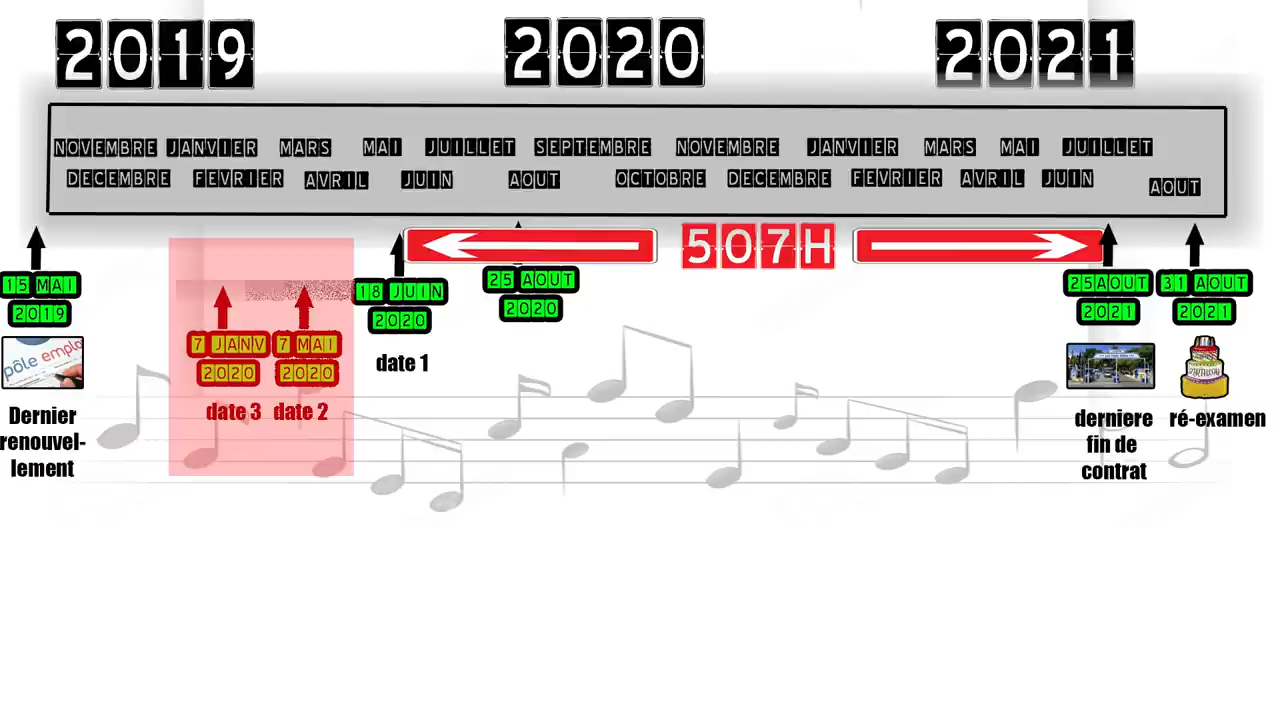 2019 2020 2021
NOVEMBRE JANVIER MARS MAI JUILLET SEPTEMBRE NOVEMBRE JANVIER MARS MAI JUILLET
DECEMBRE FEVRIER AVRIL JUIN AOUT OCTOBRE DECEMBRE FEVRIER AVRIL JUIN AOUT
507H
15 MAI
2019
pôle emplo
Dernier
renouvel-
lement
7 JANV
2020
date 3
7 MAI
2020
date 2
18 JUIN
2020
date 1
25 AOUT
2020
25AOUT
2021
derniere
fin de
contrat
31 AOUT
2021
ré-examen